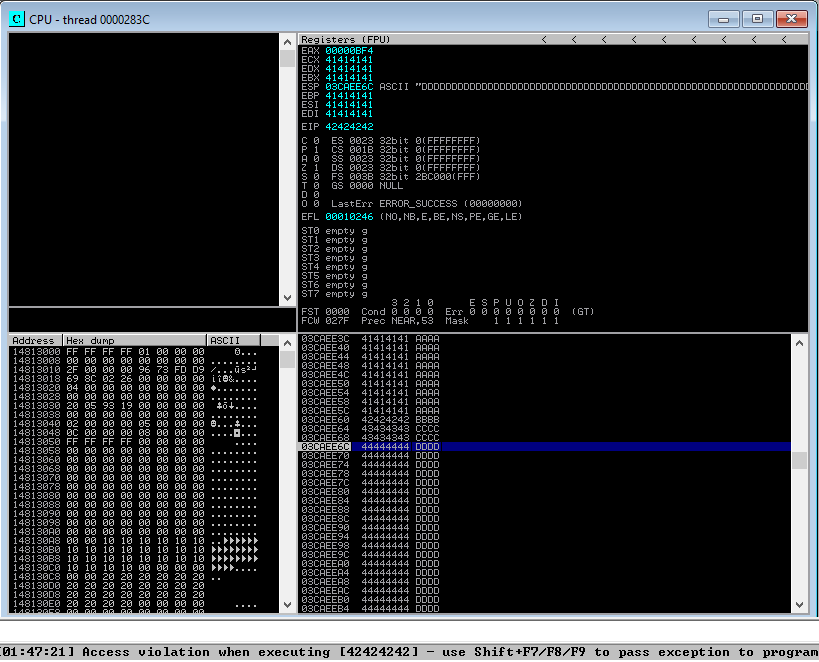 CPU - thread 0000283C
Registers (FPU) < < < < < < < < <
EAX 00000BF4
ECX 41414141
EDX 41414141
EBX 41414141
ESP 03CAEE6C ASCII "DDDDDDDDDDDDDDDDDDDDDDDDDDDDDDDDDDDDDDDDDDDDDDDDDDDDDDDDDDDDDDDD
EBP 41414141
ESI 41414141
EDI 41414141
EIP 42424242
C 0 ES 0023 32bit 0(FFFFFFFF)
P 1 CS 001B 32bit 0(FFFFFFFF)
A 0 SS 0023 32bit 0(FFFFFFFF)
Z 1 DS 0023 32bit 0(FFFFFFFF)
S 0 FS 003B 32bit 2BC000(FFF)
T 0 GS 0000 NULL
D 0
O 0 LastErr ERROR_SUCCESS (00000000)
EFL 00010246 (NO,NB,E,BE,NS,PE,GE,LE)
ST0 empty g
ST1 empty g
ST2 empty g
ST3 empty g
ST4 empty g
ST5 empty g
ST6 empty g
ST7 empty g
3 2 1 0 E S P U O Z D I
FST 0000 Cond 0 0 0 0 Err 0 0 0 0 0 0 0 0 (GT)
FCW 027F Prec NEAR,53 Mask 1 1 1 1 1 1
Address Hex dump ASCII
14813000 FF FF FF FF 01 00 00 00
14813008 00 00 00 00 00 00 00 00 ........
14813010 2F 00 00 00 96 73 FD D9
14813018 69 8C 02 26 00 00 00 00
14813020 04 00 00 00 00 00 00 00
14813028 00 00 00 00 00 00 00 00 ........
14813030 20 05 93 19 00 00 00 00
14813038 00 00 00 00 00 00 00 00 ........
14813040 02 00 00 00 05 00 00 00
14813048 0C 00 00 00 08 00 00 00
14813050 FF FF FF FF 00 00 00 00 ....
14813058 00 00 00 00 00 00 00 00 ........
14813060 00 00 00 00 00 00 00 00 ........
14813068 00 00 00 00 00 00 00 00 ........
14813070 00 00 00 00 00 00 00 00 ........
14813078 00 00 00 00 00 00 00 00 ........
14813080 00 00 00 00 00 00 00 00 ........
14813088 00 00 00 00 00 00 00 00 ........
14813090 00 00 00 00 00 00 00 00 ........
14813098 00 00 00 00 00 00 00 00 ........
148130A0 00 00 00 00 00 00 00 00 ........
148130A8 00 00 10 10 10 10 10 10 ..►►►►►►
148130B0 10 10 10 10 10 10 10 10 ►►►►►►►►
148130B8 10 10 10 10 10 10 10 10 ►►►►►►►►
148130C0 10 10 10 10 00 00 00 00 ►►►►....
148130C8 00 00 20 20 20 20 20 20 ..
148130D0 20 20 20 20 20 20 20 20
148130D8 20 20 20 20 20 20 20 20
148130E0 20 20 20 20 00 00 00 00 ....
03CAEE3C 41414141 AAAA
03CAEE40 41414141 AAAA
03CAEE44 41414141 AAAA
03CAEE48 41414141 AAAA
03CAEE4C 41414141 AAAA
03CAEE50 41414141 AAAA
03CAEE54 41414141 AAAA
03CAEE58 41414141 AAAA
03CAEE5C 41414141 AAAA
03CAEE60 42424242 BBBB
03CAEE64 43434343 CCCC
03CAEE68 43434343 CCCC
03CAEE6C 44444444 DDDD
03CAEE70 44444444 DDDD
03CAEE74 44444444 DDDD
03CAEE78 44444444 DDDD
03CAEE7C 44444444 DDDD
03CAEE80 44444444 DDDD
03CAEE84 44444444 DDDD
03CAEE88 44444444 DDDD
03CAEE8C 44444444 DDDD
03CAEE90 44444444 DDDD
03CAEE94 44444444 DDDD
03CAEE98 44444444 DDDD
03CAEE9C 44444444 DDDD
03CAEEA0 44444444 DDDD
03CAEEA4 44444444 DDDD
03CAEEA8 44444444 DDDD
03CAEEAC 44444444 DDDD
03CAEEB0 44444444 DDDD
03CAEEB4 44444444 DDDD
[01:47:21] Access violation when executing [42424242] - use Shift+F7/F8/F9 to pass exception to program